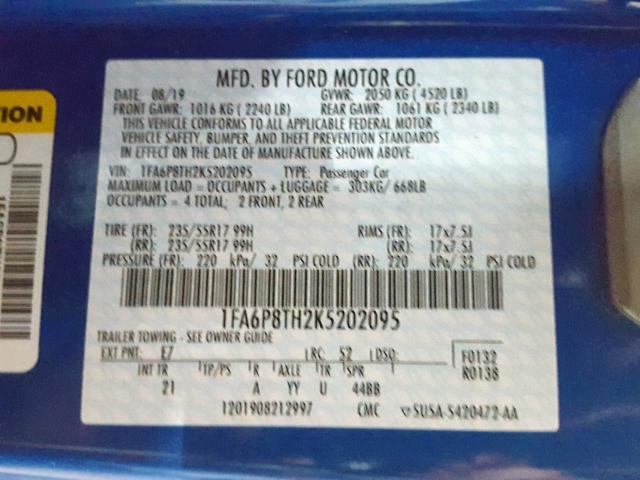 MFD. BY FORD MOTOR CO.
DATE: 08/19 GVWR: 2050 KG ( 4520 LB)
FRONT GAWR: 1016 KG ( 2240 LB) REAR GAWR: 1061 KG ( 2340 LB)
THIS VEHICLE CONFORMS TO ALL APPLICABLE FEDERAL MOTOR
VEHICLE SAFETY, BUMPER, AND THEFT PREVENTION STANDARDS
IN EFFECT ON THE DATE OF MANUFACTURE SHOWN ABOVE.
VIN: 1FA6P8TH2K5202095 TYPE: Passenger Car
MAXIMUM LOAD = OCCUPANTS + LUGGAGE = 303KG/ 668LB
OCCUPANTS = 4 TOTAL; 2 FRONT, 2 REAR
TIRE (FR): 235/55R17 99H RIMS (FR): 17x7.5J
(RR): 235/55R17 99H (RR): 17x7.5J
PRESSURE (FR): 220 kPa/ 32 PSI COLD (RR): 220 kPa/ 32 PSI COLD
1FA6P8TH2K5202095
TRAILER TOWING - SEE OWNER GUIDE
EXT PNT: E7 RC: 52 DSO: F0132
INT TR TP/PS R AXLE TR SPR R0138
21 A YY U 44BB
1201908212997 CMC SU5A-5420472-AA
TION